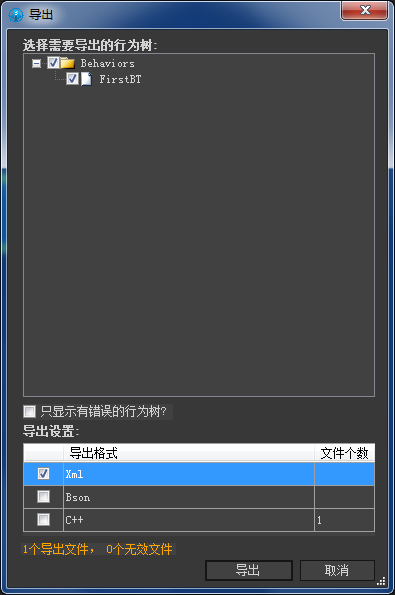 导出
选择需要导出的行为树:
Behaviors
FirstBT
只显示有错误的行为树?
导出设置:
导出格式 文件个数
Xml
Bson
C++ 1
1个导出文件， 0个无效文件
导出 取消